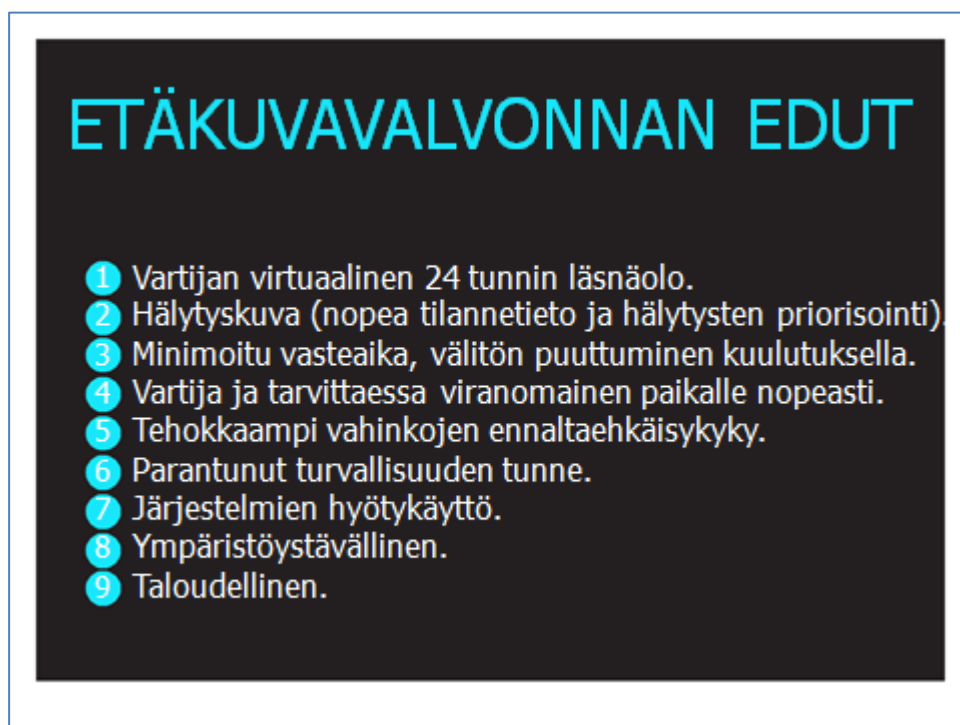 ETÄKUVAVALVONNAN EDUT
1 Vartijan virtuaalinen 24 tunnin läsnäolo.
2 Hälytyskuva (nopea tilannetieto ja hälytysten priorisointi).
3 Minimoitu vasteaika, välitön puuttuminen kuulutuksella.
4 Vartija ja tarvittaessa viranomainen paikalle nopeasti.
5 Tehokkaampi vahinkojen ennaltaehkäisykyky.
6 Parantunut turvallisuuden tunne.
7 Järjestelmien hyötykäyttö.
8 Ympäristöystävällinen.
9 Taloudellinen.